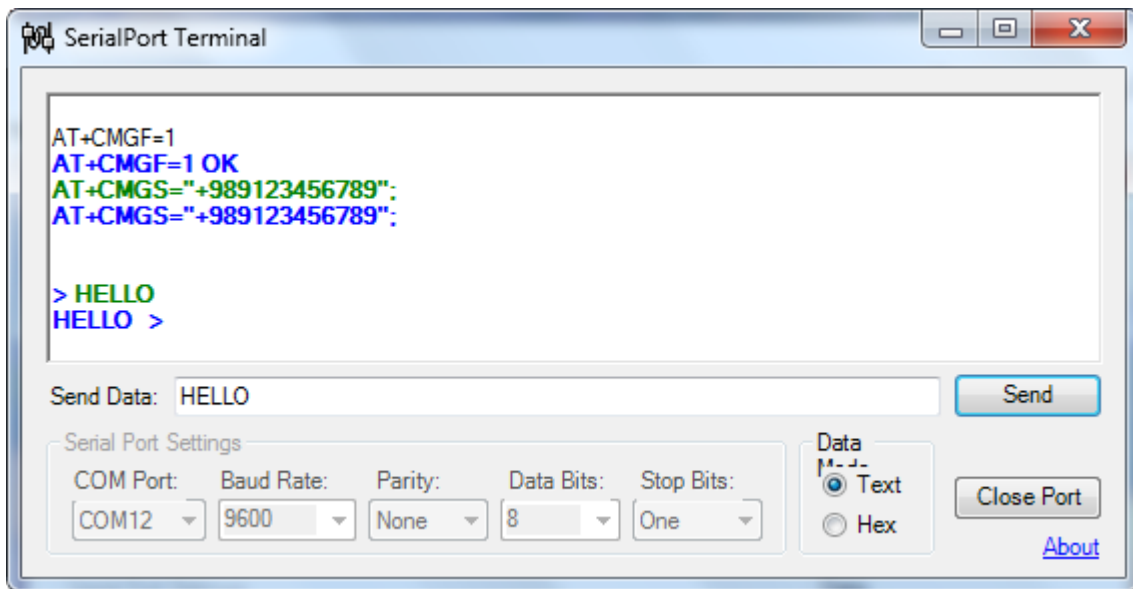 SerialPort Terminal
AT+CMGF=1
AT+CMGF=1 OK
AT+CMGS="+989123456789";
AT+CMGS="+989123456789";
> HELLO
HELLO >
Send Data: HELLO Send
Serial Port Settings
COM Port: Baud Rate: Parity: Data Bits: Stop Bits:
COM12 9600 None 8 One
Data
Text
Hex
Close Port
About